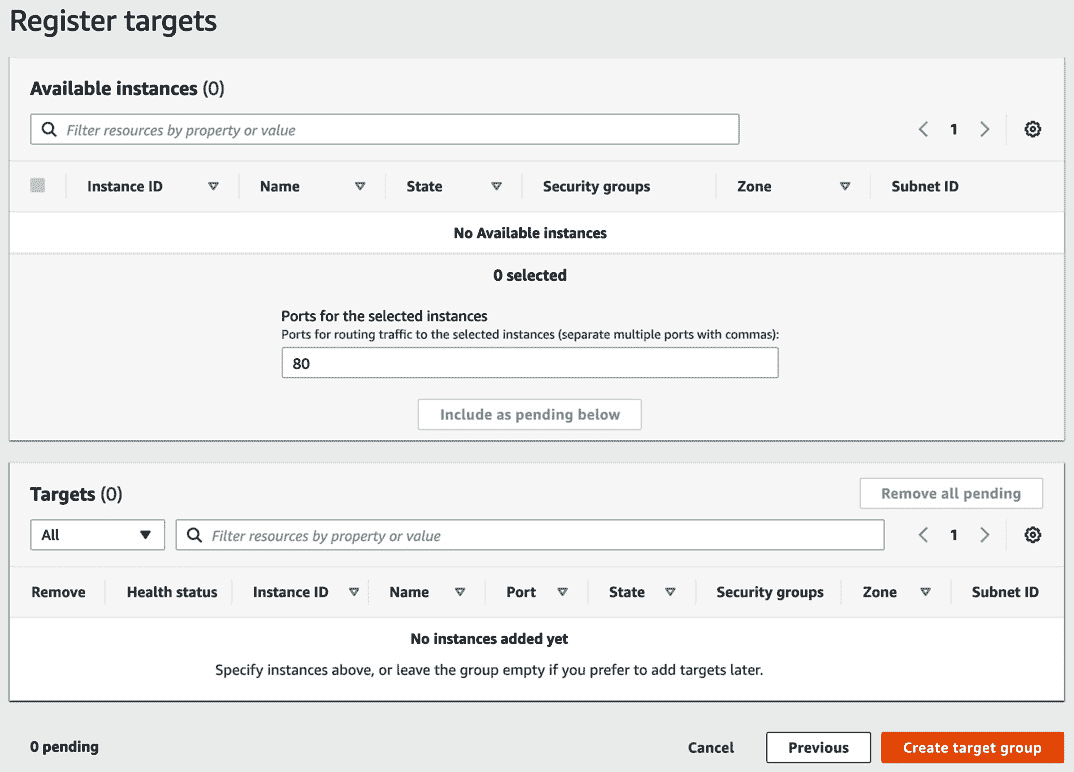 Register targets
Available instances (0)
Filter resources by property or value
1
Instance ID Name State Security groups Zone Subnet ID
No Available instances
0 selected
Ports for the selected instances
Ports for routing traffic to the selected instances (separate multiple ports with commas):
80
Include as pending below
Targets (0)
Remove all pending
All Filter resources by property or value 1
Remove Health status Instance ID Name Port State Security groups Zone Subnet ID
No instances added yet
Specify instances above, or leave the group empty if you prefer to add targets later.
0 pending Cancel Previous Create target group